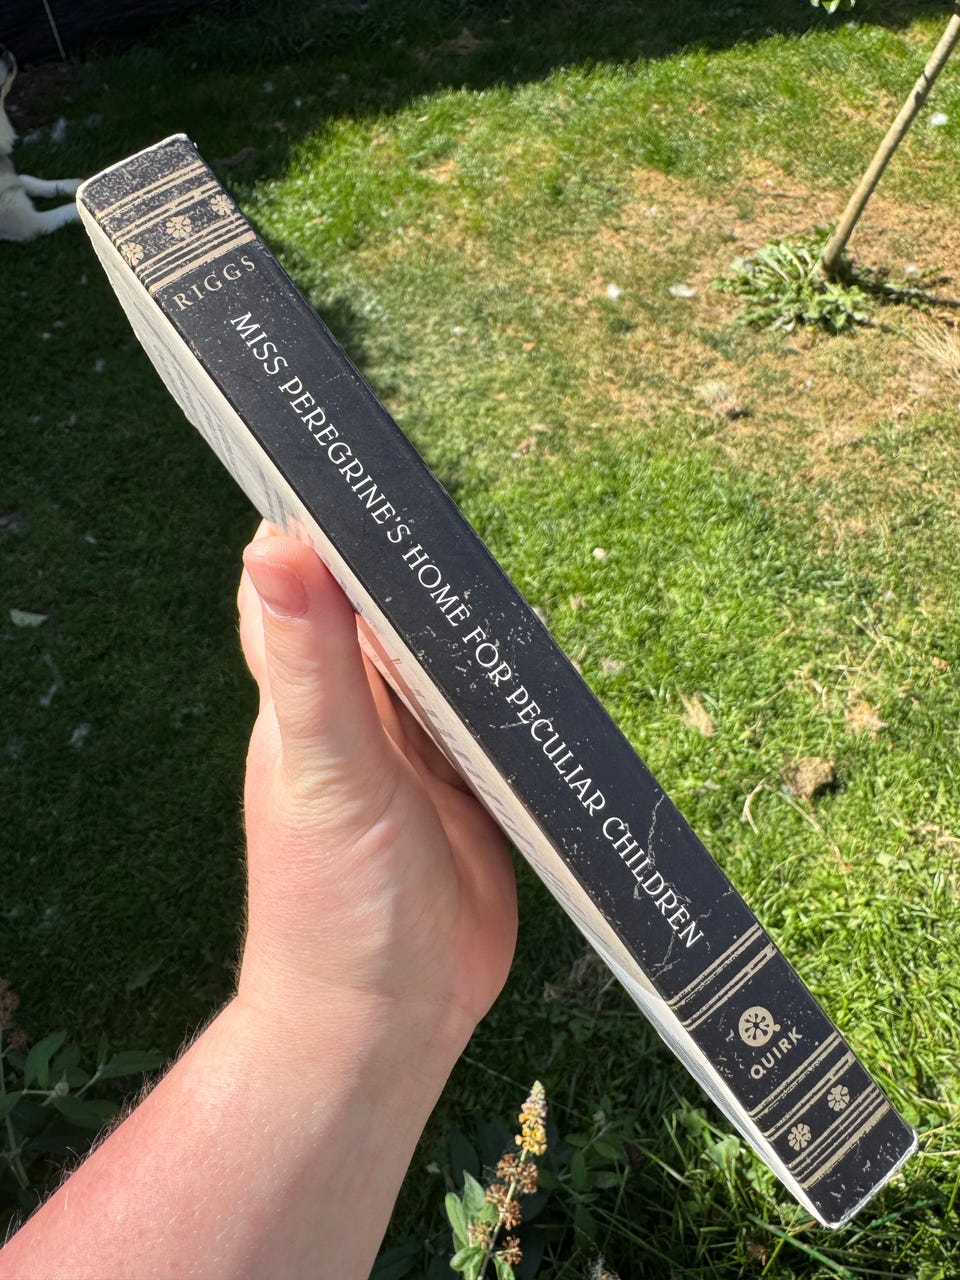 RIGGS
MISS PEREGRINE'S HOME FOR PECULIAR CHILDREN
QUIRK